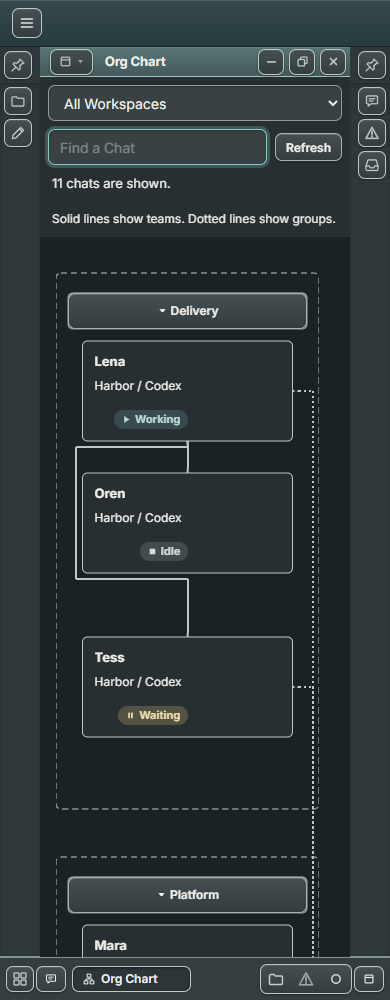 Org Chart
All Workspaces
Find a Chat
Refresh
11 chats are shown.
Solid lines show teams. Dotted lines show groups.
Delivery
Lena
Harbor / Codex
Working
Oren
Harbor / Codex
Idle
Tess
Harbor / Codex
Waiting
Platform
Mara
Org Chart